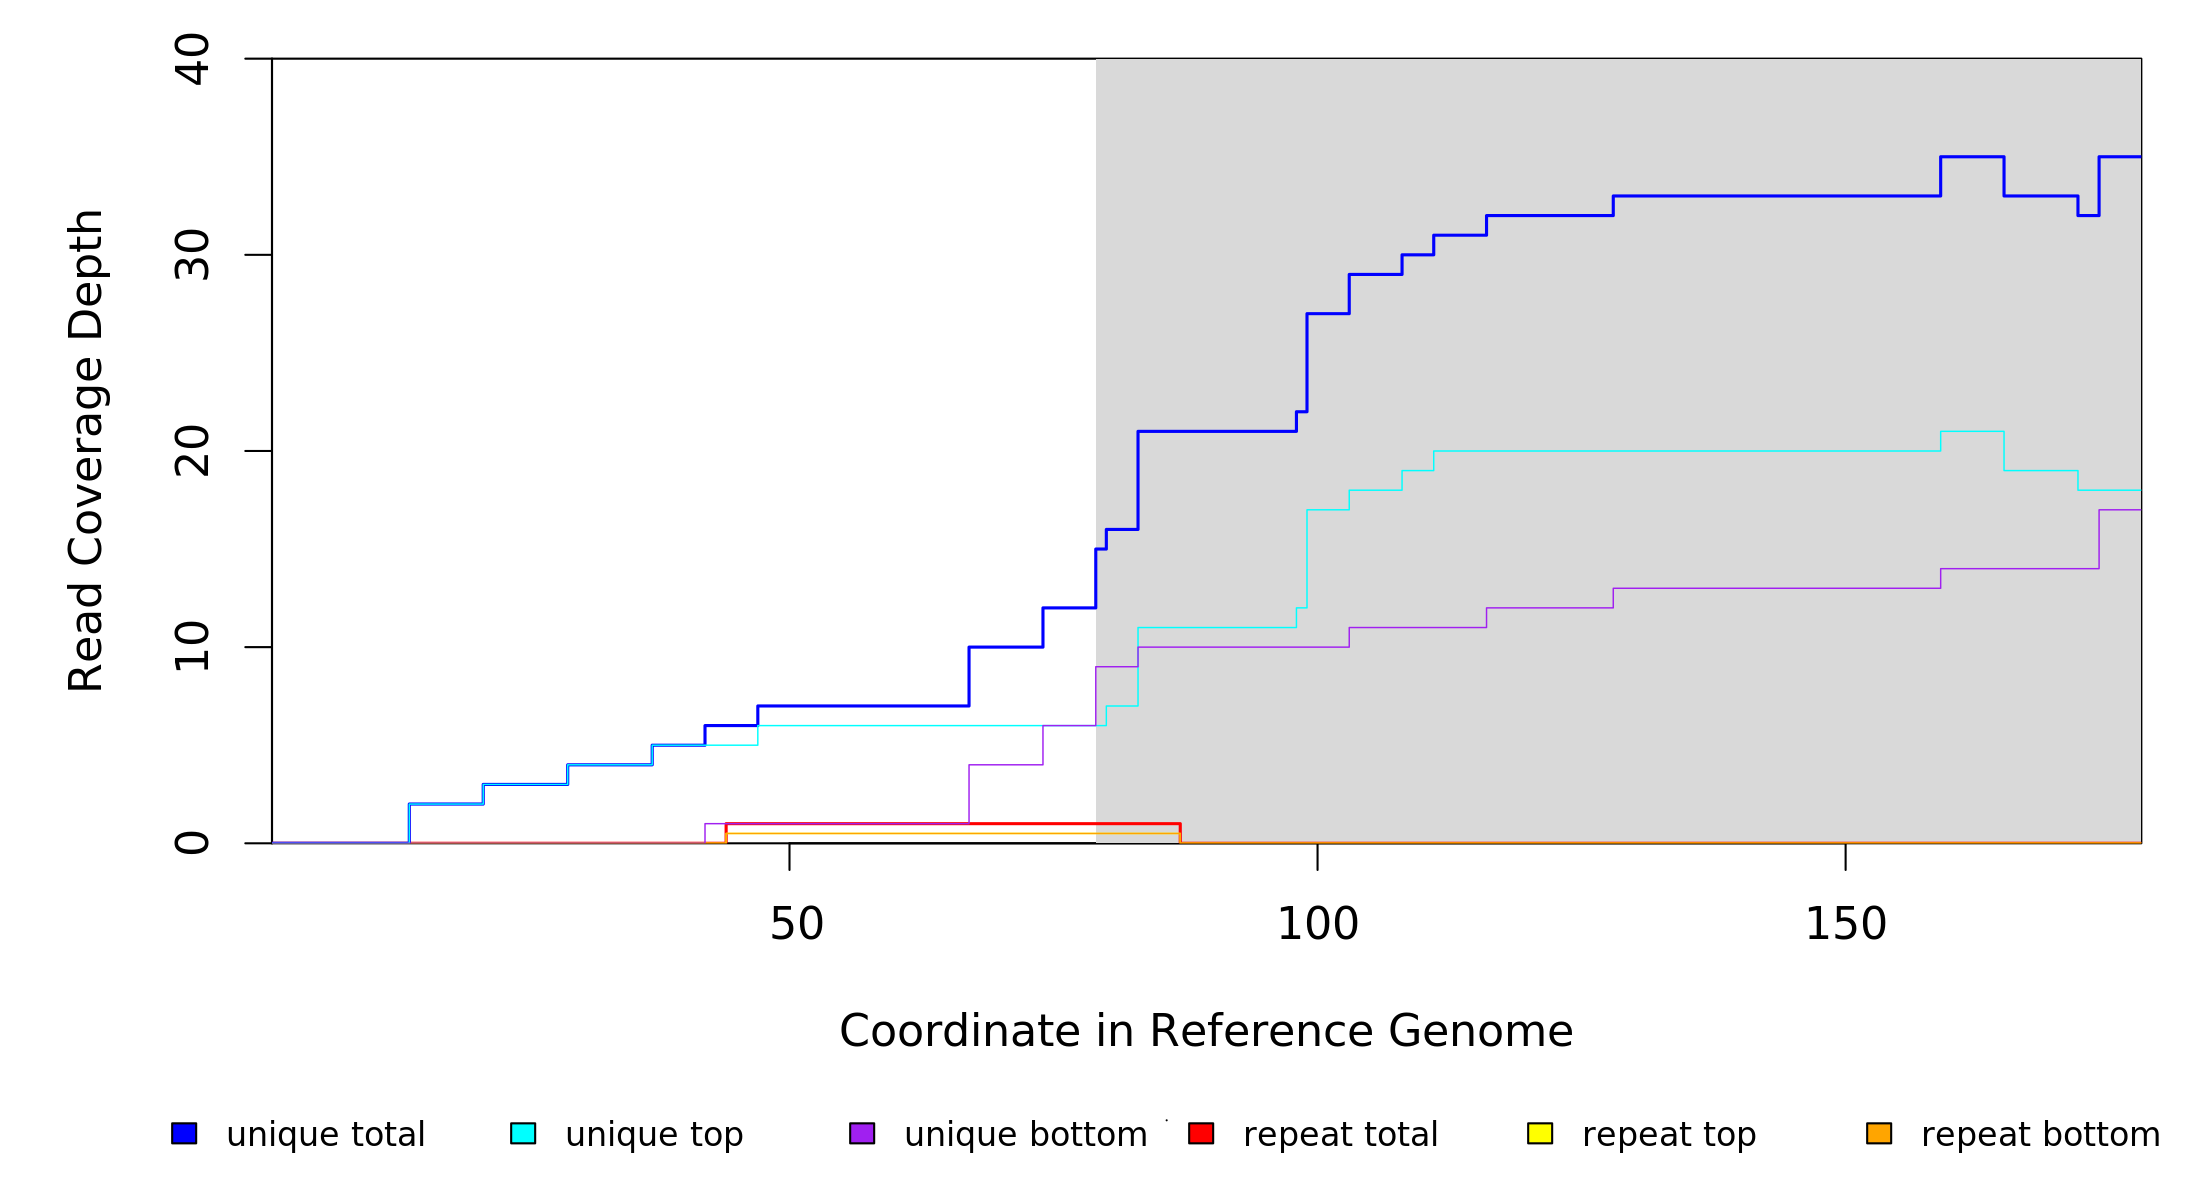 40
30
20
10
0
Read Coverage Depth
50 100 150
Coordinate in Reference Genome
unique total unique top unique bottom repeat total repeat top repeat bottom